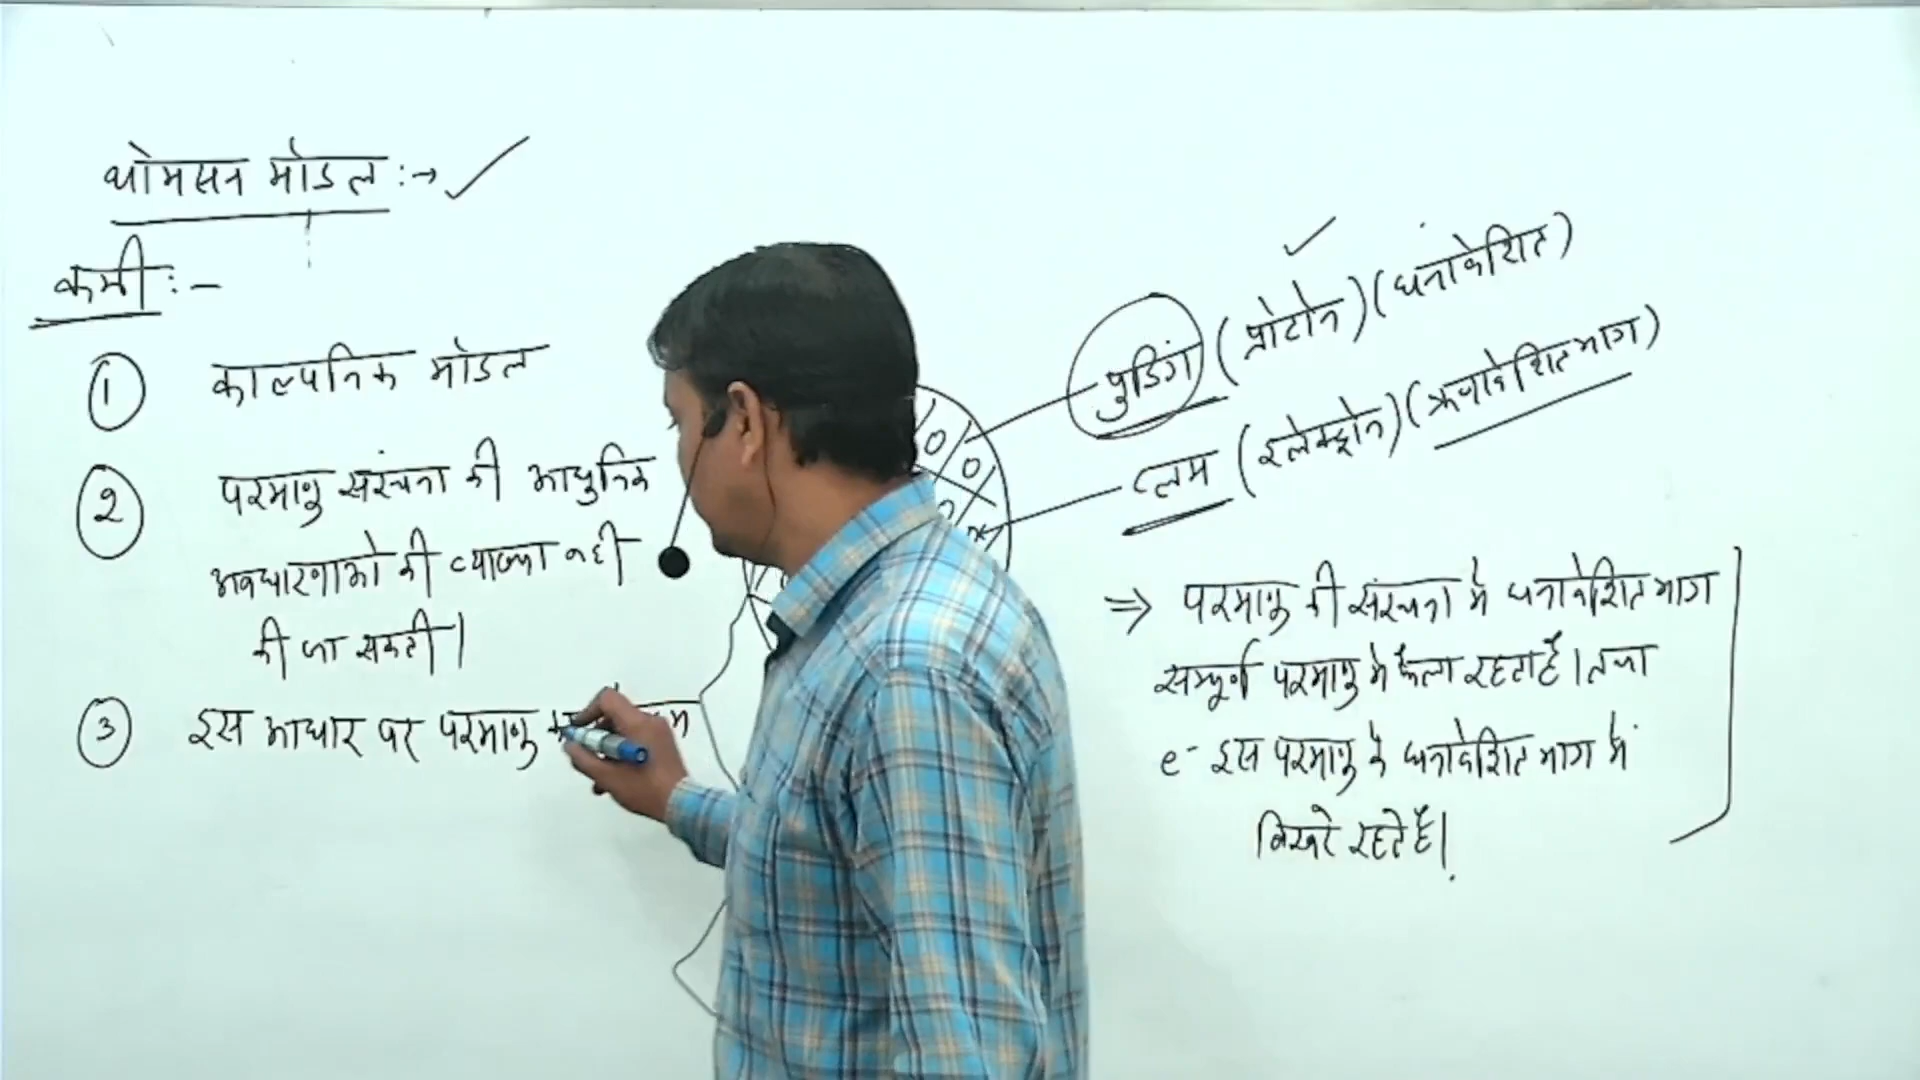 थोमसन मॉडल :→
कमी :-
① काल्पनिक मॉडल
② परमाणु संरंचना की आधुनिक
अवधारणाओ की व्याख्या नही
की जा सकती।
③ इस आधार पर परमाणु
पुडिंग (प्रोटोन) (धनावेशित)
प्लम (इलेक्ट्रोन) (ऋणावेशित भाग)
⇒ परमाणु की संरचना मे धनावेशित भाग
सम्पूर्ण परमाणु मे फैला रहता है। तथा
e⁻ इस परमाणु के धनावेशित भाग में
बिखरे रहते है।